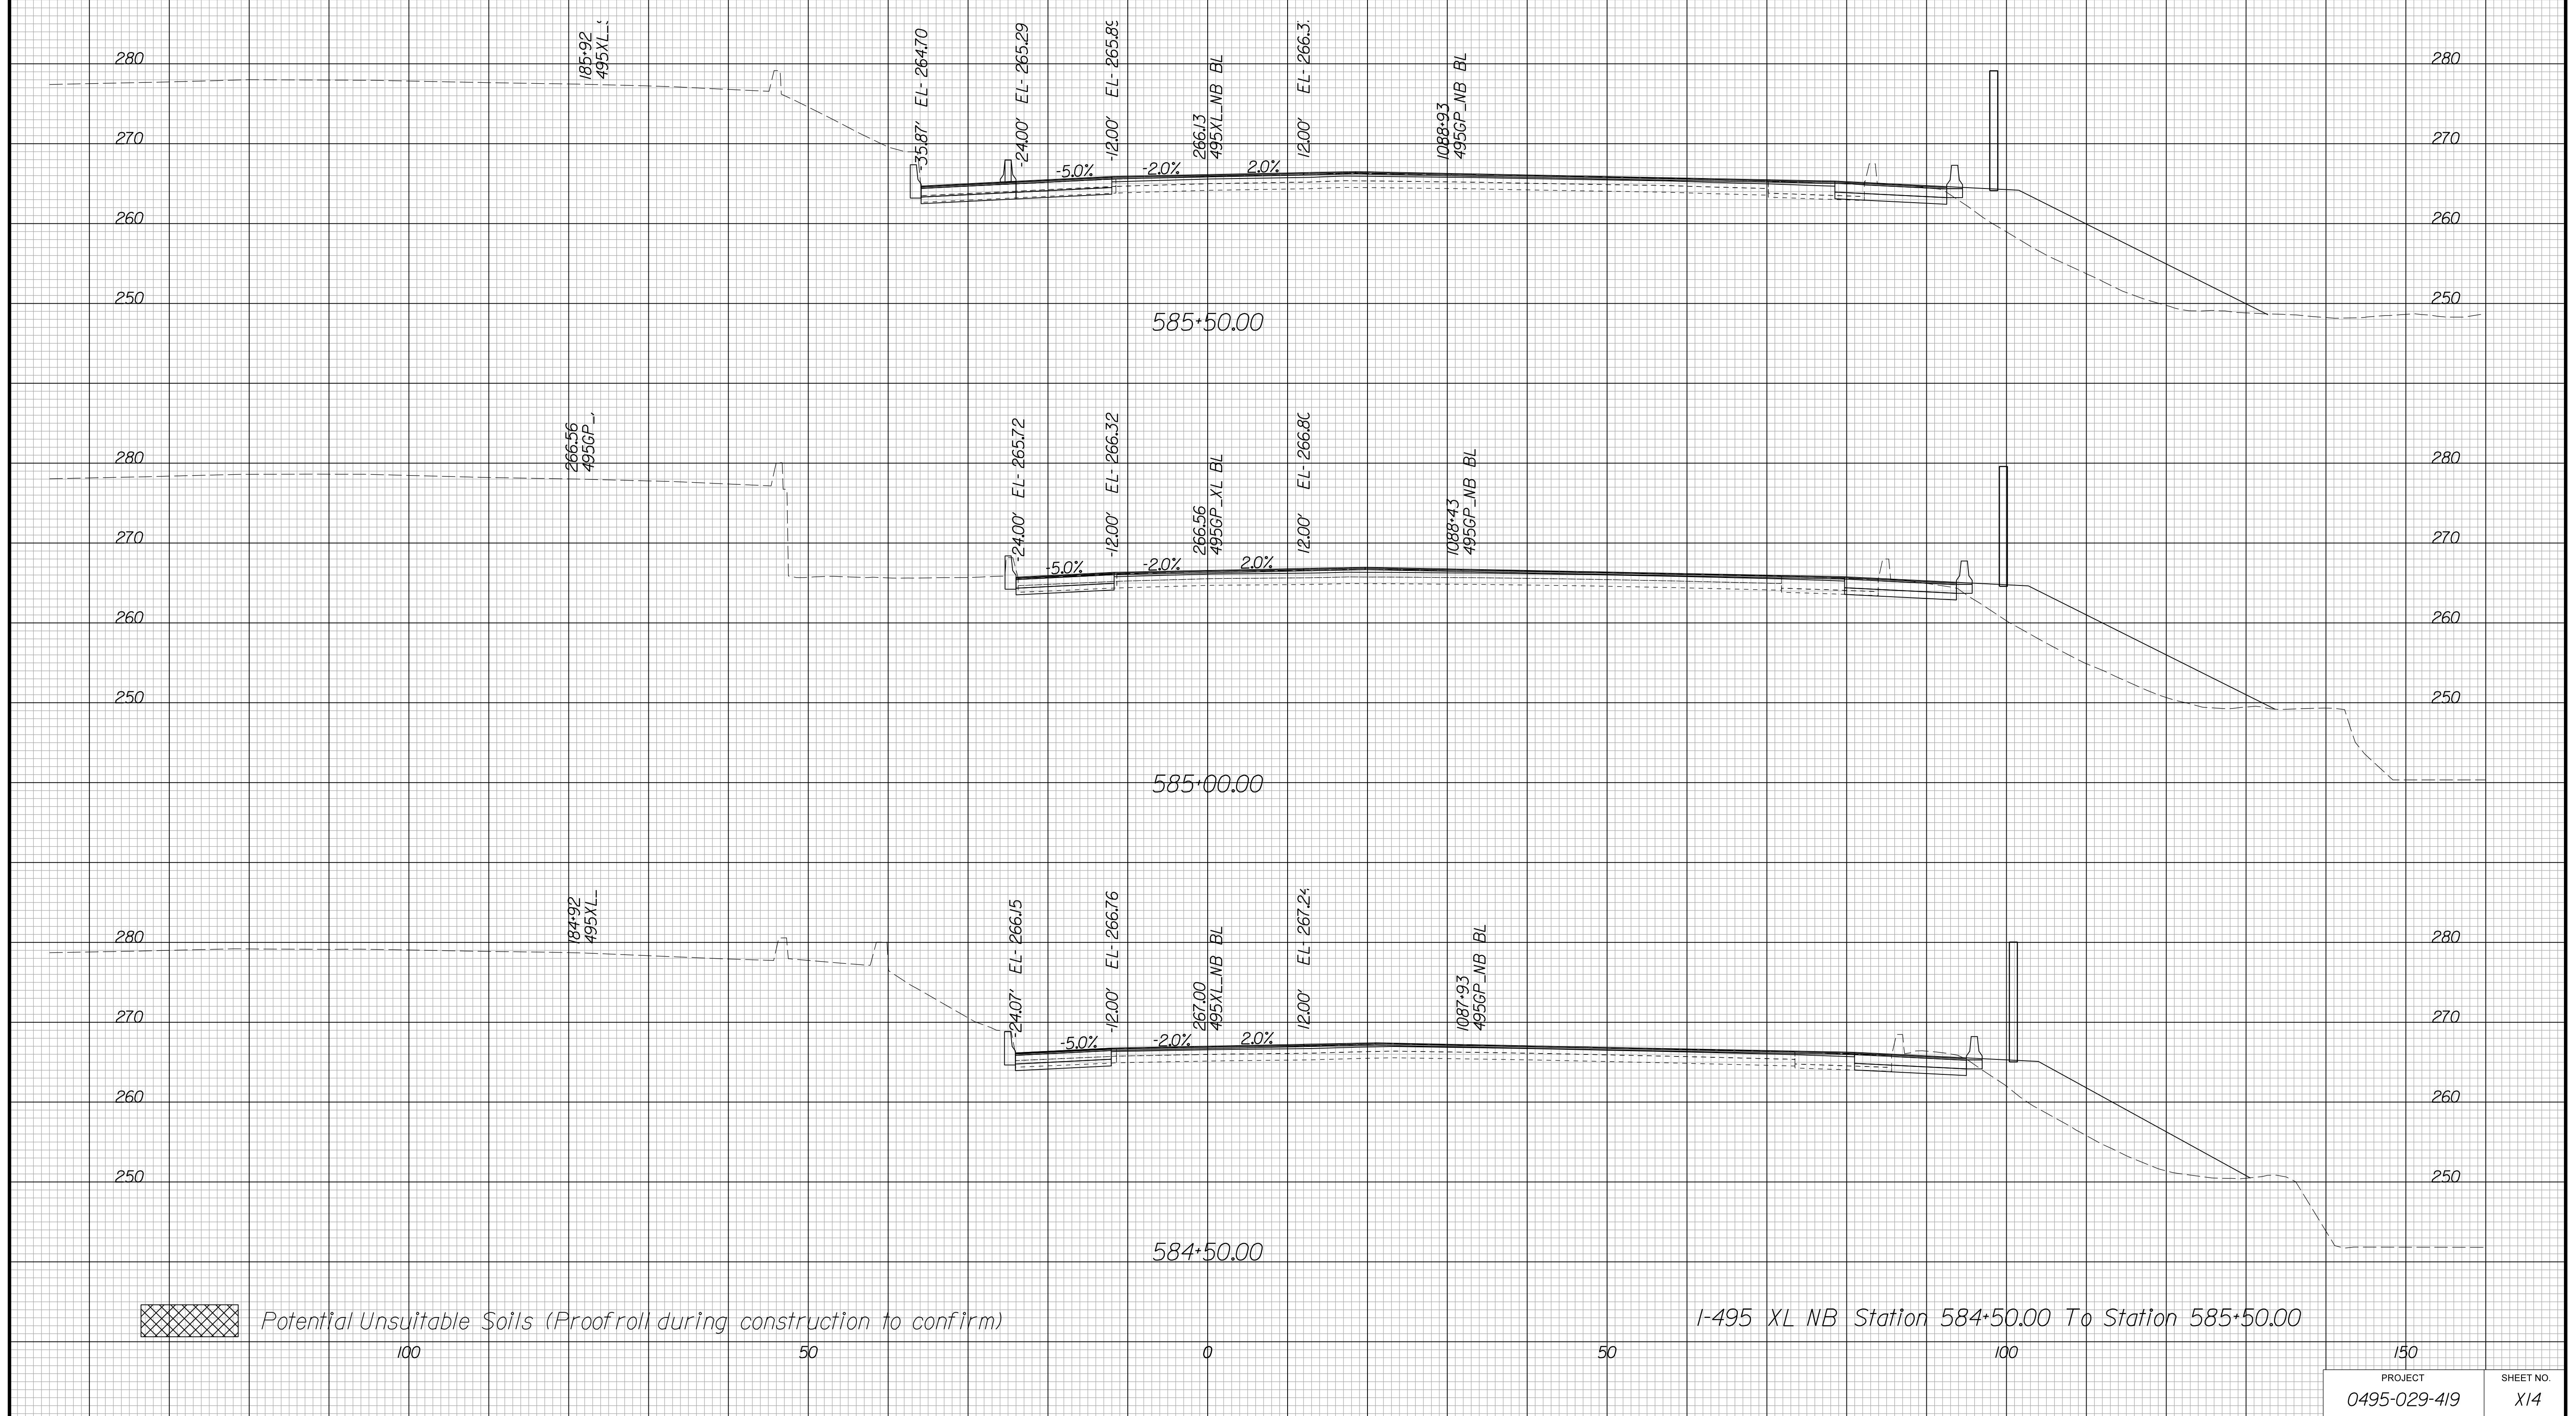 185+92
495XL_
-35.87' EL- 264.70
-24.00' EL- 265.29
-12.00' EL- 265.89
266.13
495XL_NB BL
12.00' EL- 266.3
1088+93
495GP_NB BL
280 280
270 270
-5.0% -2.0% 2.0%
260 260
250 250
585+50.00
266.56
495GP_
-24.00' EL- 265.72
-12.00' EL- 266.32
266.56
495GP_XL BL
12.00' EL- 266.80
1088+43
495GP_NB BL
280 280
270 270
-5.0% -2.0% 2.0%
260 260
250 250
585+00.00
184+92
495XL_
-24.07' EL- 266.15
-12.00' EL- 266.76
267.00
495XL_NB BL
12.00' EL- 267.24
1087+93
495GP_NB BL
280 280
270 270
-5.0% -2.0% 2.0%
260 260
250 250
584+50.00
Potential Unsuitable Soils (Proofroll during construction to confirm)
I-495 XL NB Station 584+50.00 To Station 585+50.00
100 50 0 50 100 150
PROJECT
0495-029-419
SHEET NO.
X14